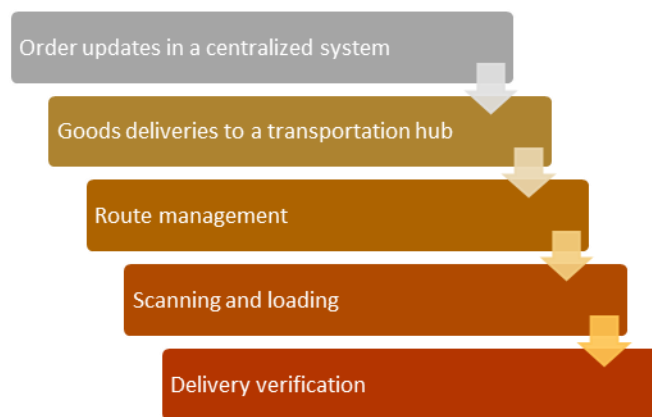 Order updates in a centralized system
Goods deliveries to a transportation hub
Route management
Scanning and loading
Delivery verification